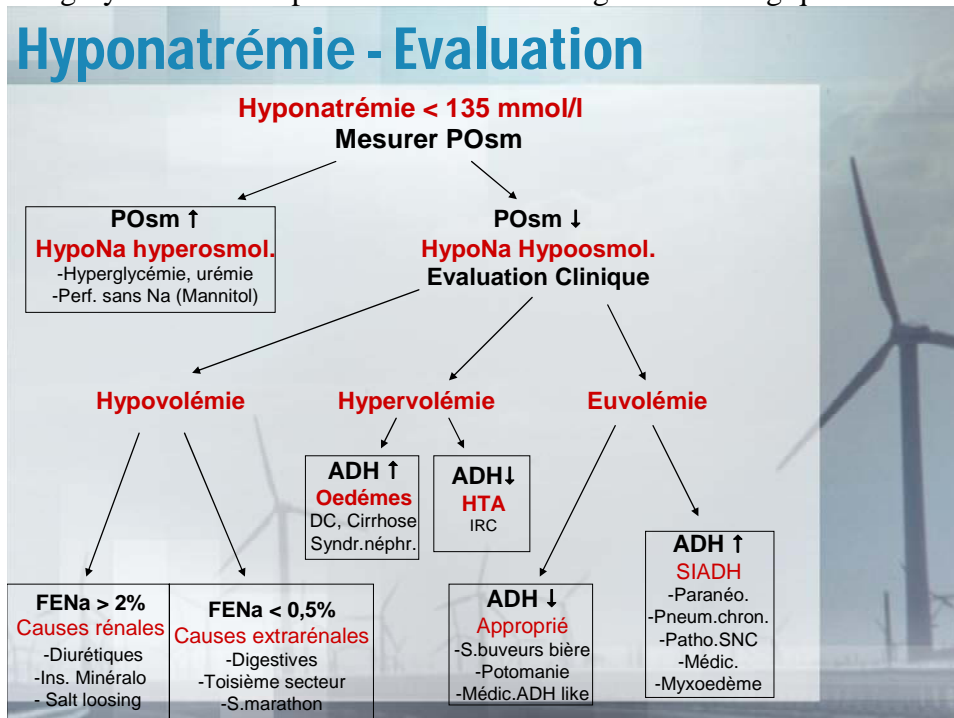 Hyponatrémie - Evaluation
Hyponatrémie < 135 mmol/l
Mesurer POsm
POsm ↑
HypoNa hyperosmol.
-Hyperglycémie, urémie
-Perf. sans Na (Mannitol)
POsm ↓
HypoNa Hypoosmol.
Evaluation Clinique
Hypovolémie
Hypervolémie
Euvolémie
ADH ↑
Oedémes
DC, Cirrhose
Syndr.néphr.
ADH↓
HTA
IRC
FENa > 2%
Causes rénales
-Diurétiques
-Ins. Minéralo
- Salt loosing
FENa < 0,5%
Causes extrarénales
-Digestives
-Toisième secteur
-S.marathon
ADH ↓
Approprié
-S.buveurs bière
-Potomanie
-Médic.ADH like
ADH ↑
SIADH
-Paranéo.
-Pneum.chron.
-Patho.SNC
-Médic.
-Myxoedème